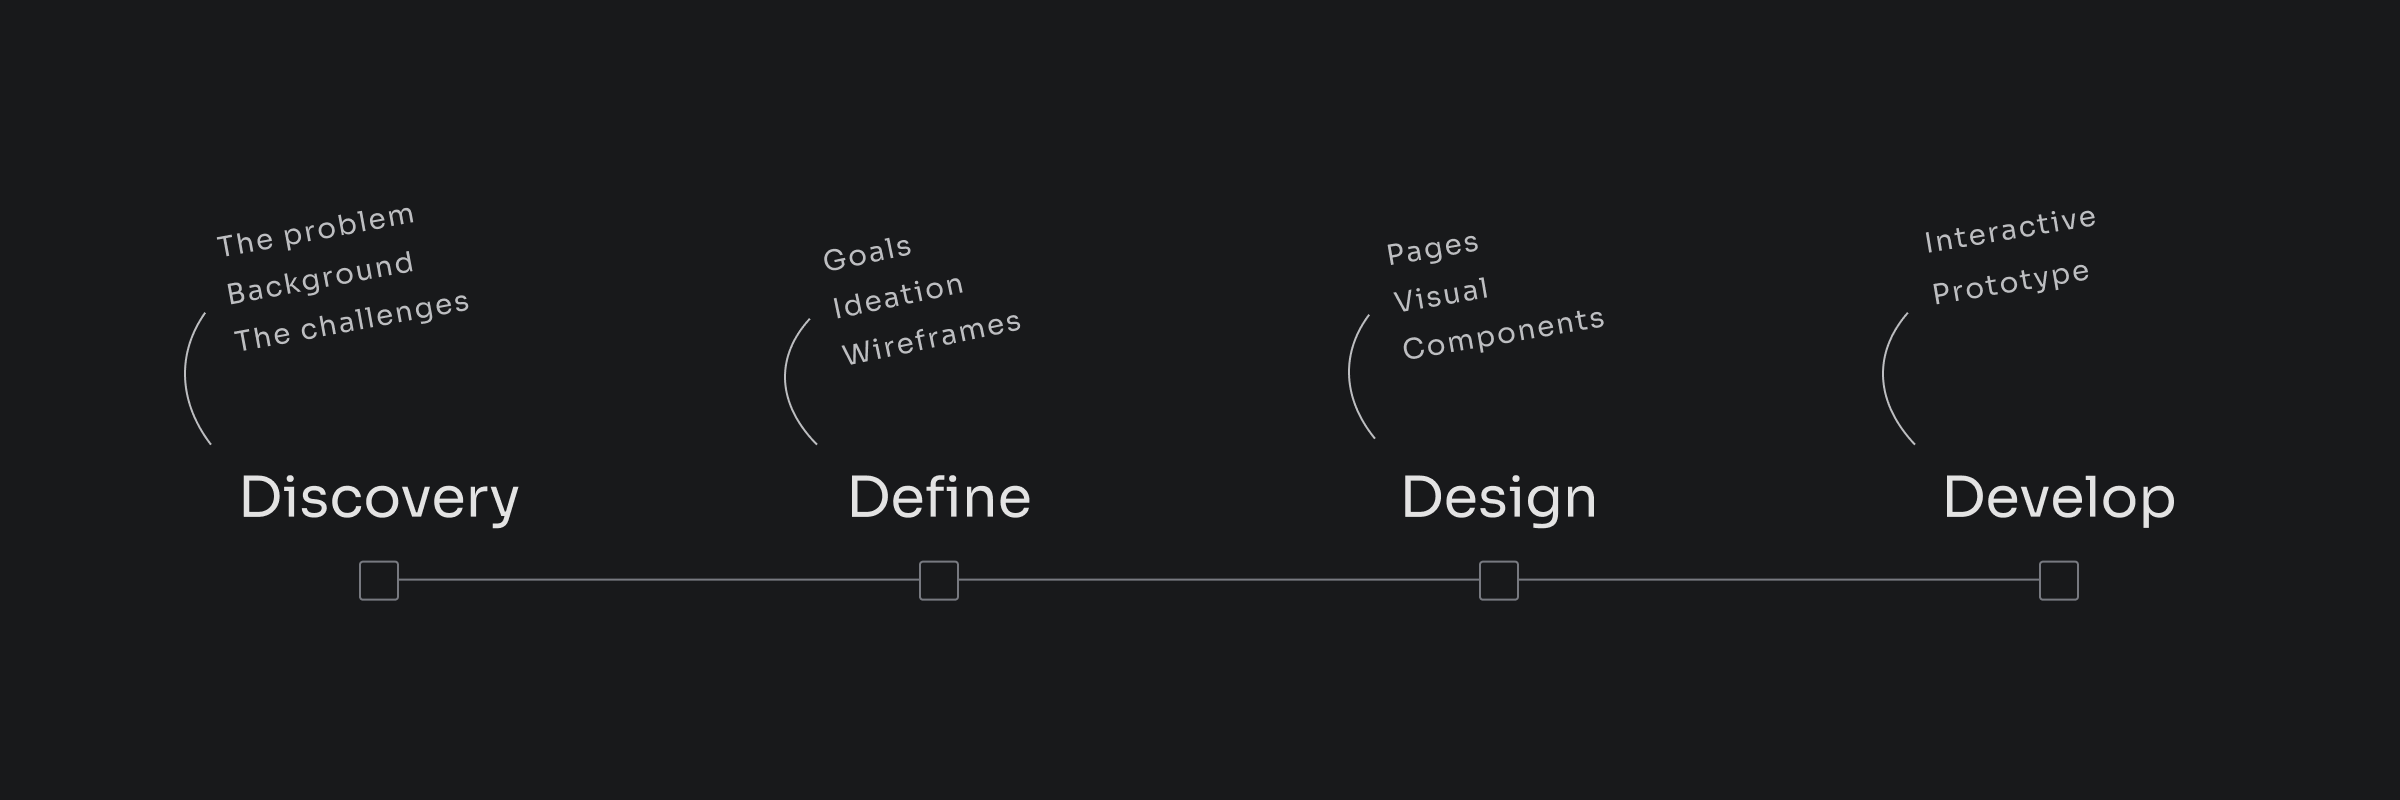 The problem
Background
The challenges
Discovery
Goals
Ideation
Wireframes
Define
Pages
Visual
Components
Design
Interactive
Prototype
Develop